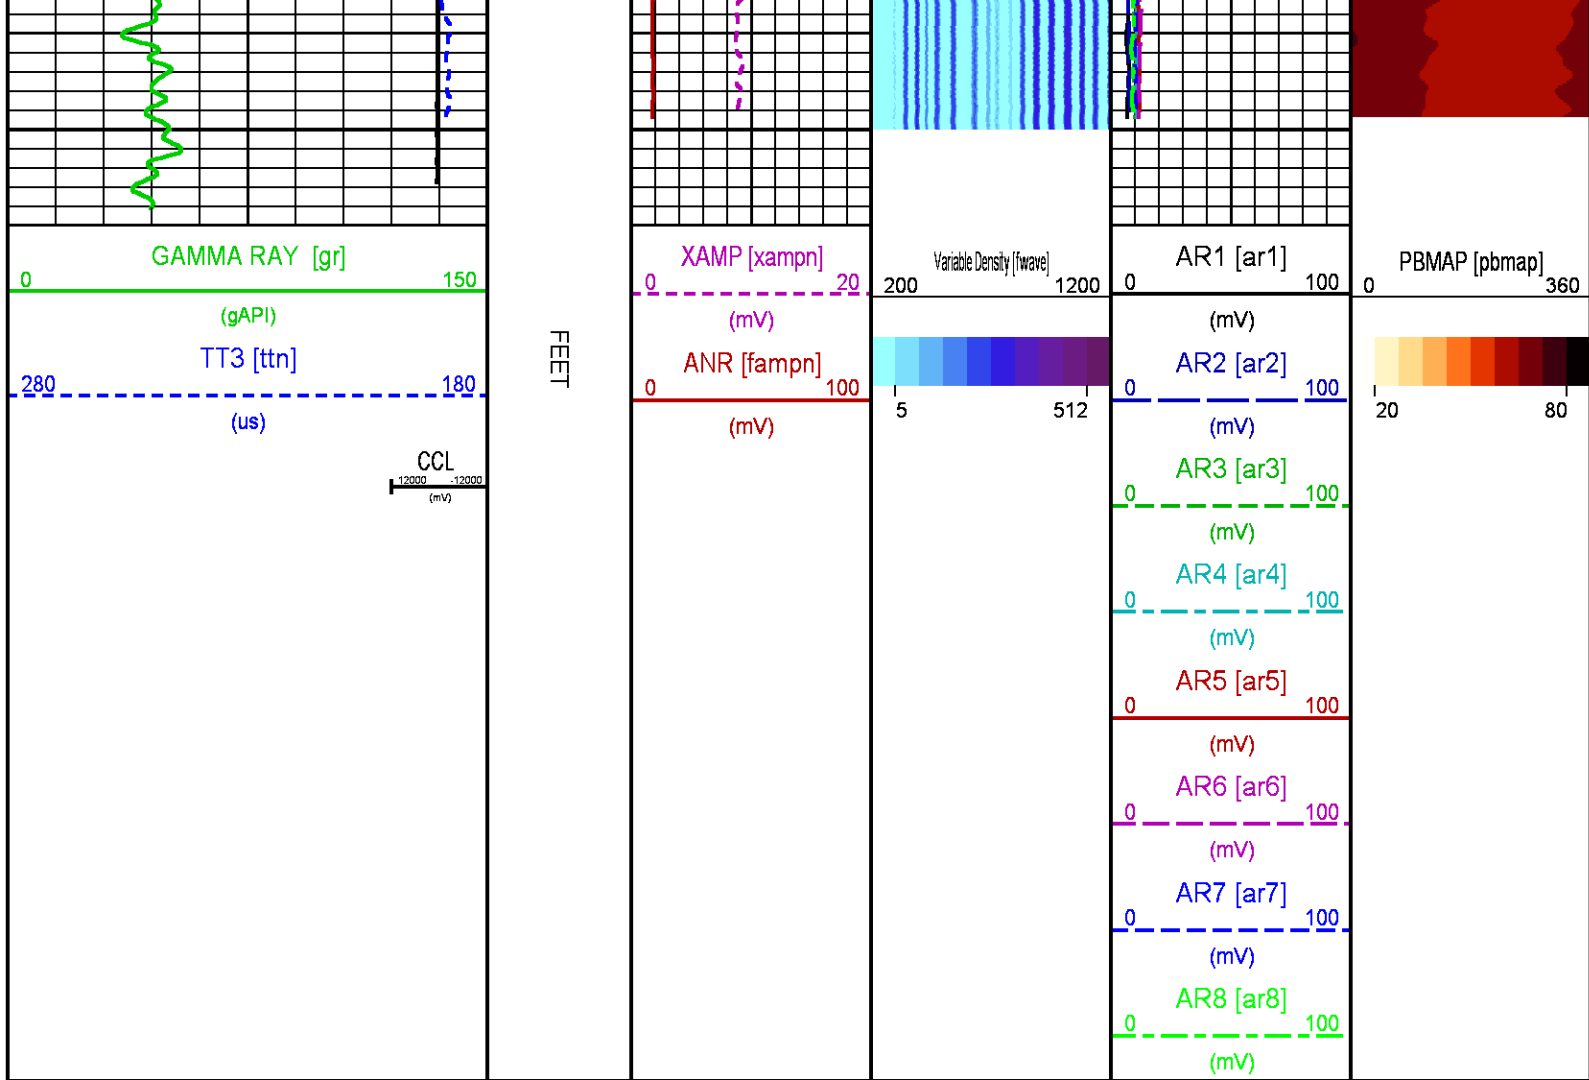 GAMMA RAY [gr]
0 150
(gAPI)
TT3 [ttn]
280 180
(us)
CCL
12000 -12000
(mV)
FEET
XAMP [xampn]
0 20
(mV)
ANR [fampn]
0 100
(mV)
Variable Density [fwave]
200 1200
5 512
AR1 [ar1]
0 100
(mV)
AR2 [ar2]
0 100
(mV)
AR3 [ar3]
0 100
(mV)
AR4 [ar4]
0 100
(mV)
AR5 [ar5]
0 100
(mV)
AR6 [ar6]
0 100
(mV)
AR7 [ar7]
0 100
(mV)
AR8 [ar8]
0 100
(mV)
PBMAP [pbmap]
0 360
20 80